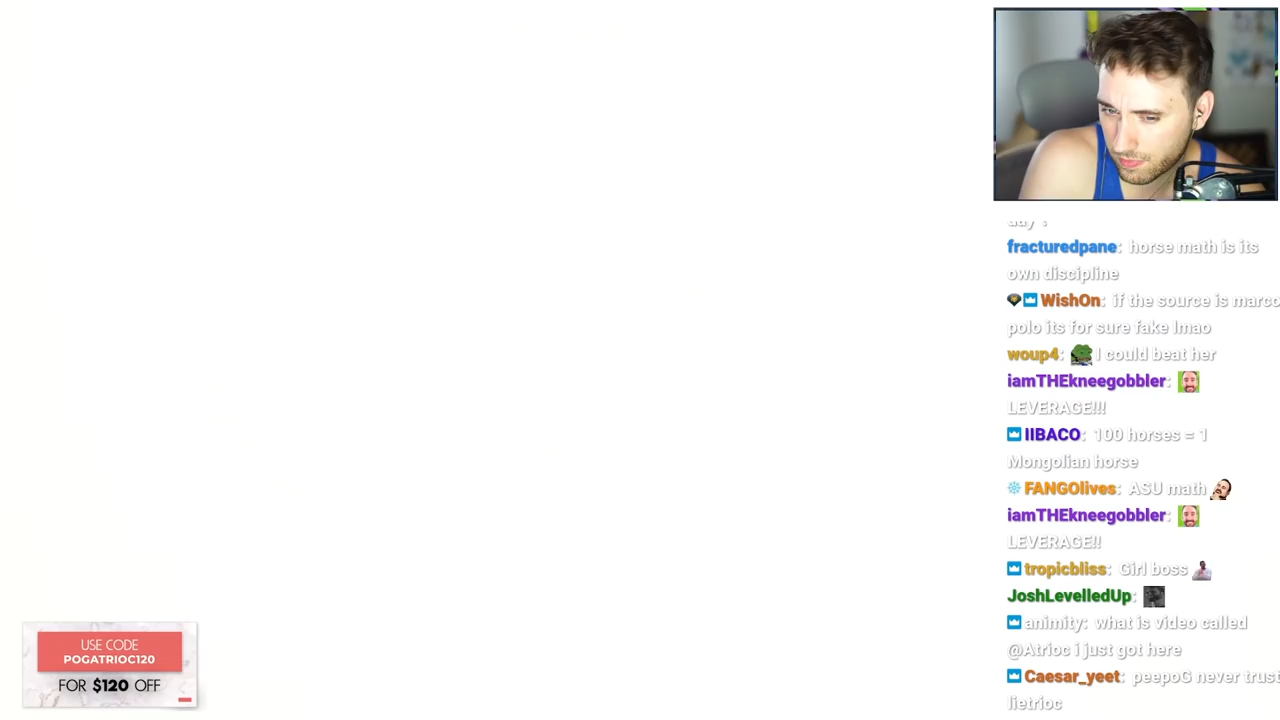 day :
fracturedpane: horse math is its
own discipline
WishOn: if the source is marco
polo its for sure fake lmao
woup4: I could beat her
iamTHEkneegobbler:
LEVERAGE!!!
IIBACO: 100 horses = 1
Mongolian horse
FANGOlives: ASU math
iamTHEkneegobbler:
LEVERAGE!!
tropicbliss: Girl boss
JoshLevelledUp:
animity: what is video called
@Atrioc i just got here
Caesar_yeet: peepoG never trust
lietrioc
USE CODE
POGATRIOC120
FOR $120 OFF